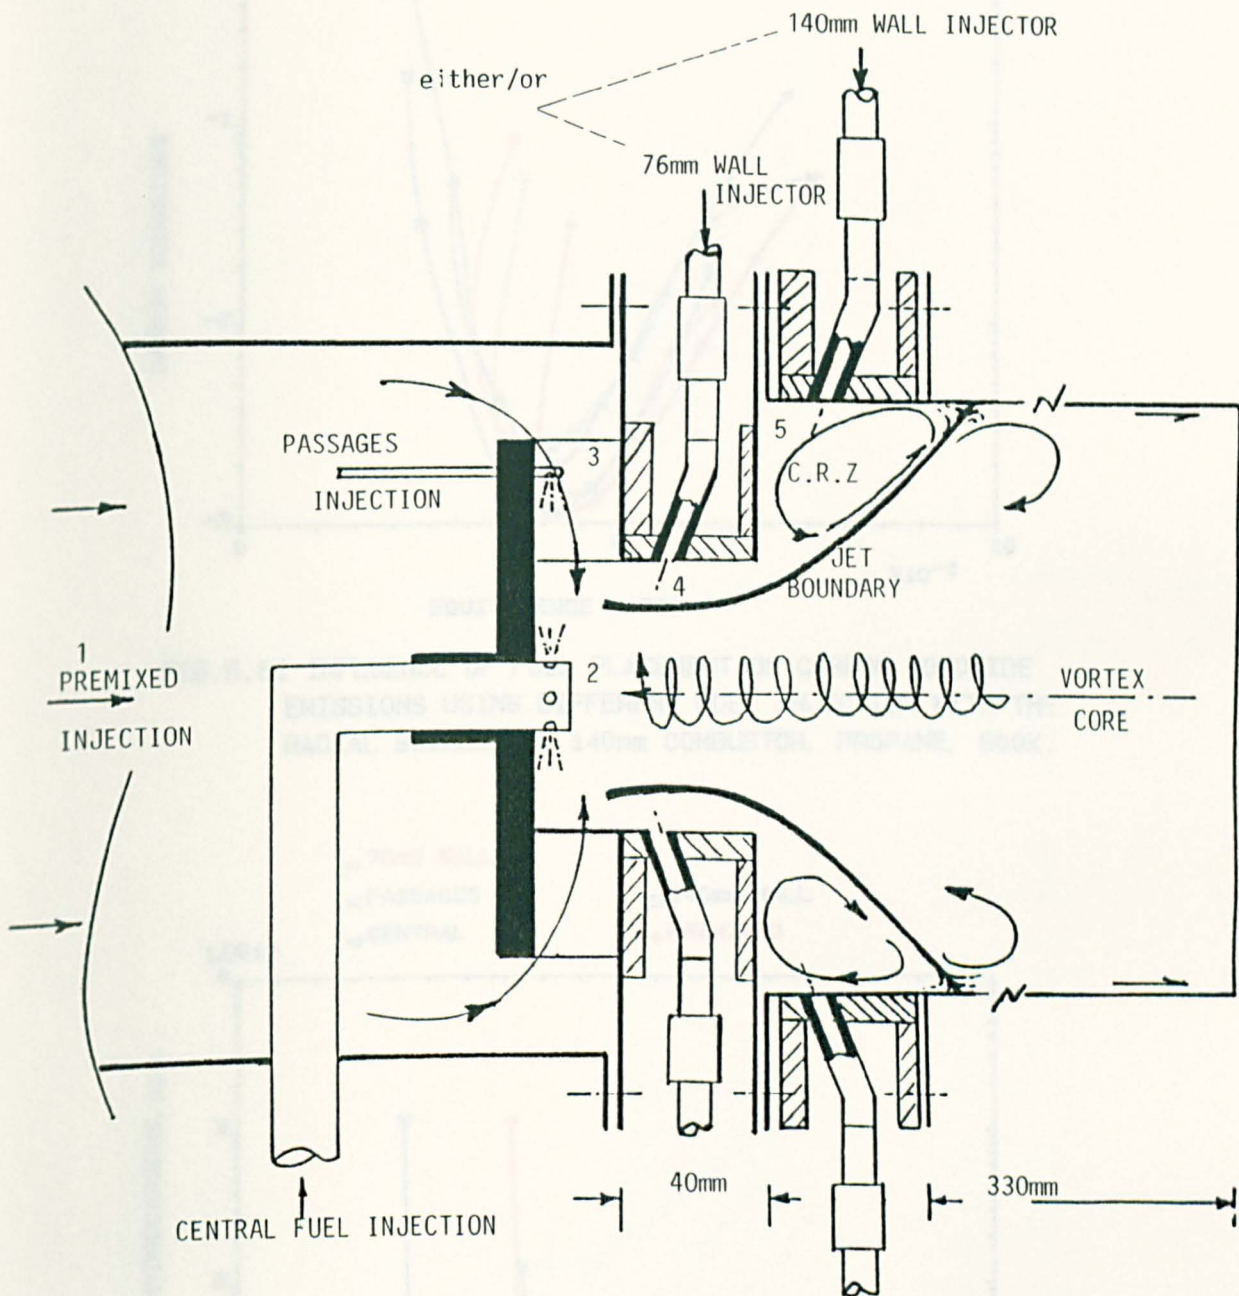 140mm WALL INJECTOR
either/or
76mm WALL
INJECTOR
PASSAGES
INJECTION
3
5
C.R.Z
JET
BOUNDARY
4
1
PREMIXED
INJECTION
2
VORTEX
CORE
40mm
330mm
CENTRAL FUEL INJECTION